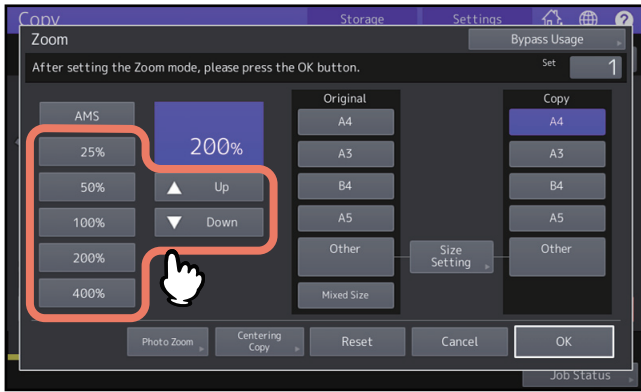 Copy
Storage
Settings
?
Zoom
Bypass Usage
After setting the Zoom mode, please press the OK button.
Set
1
AMS
25%
50%
100%
200%
400%
200%
Up
Down
Original
A4
A3
B4
A5
Other
Mixed Size
Size
Setting
Copy
A4
A3
B4
A5
Other
Photo Zoom
Centering
Copy
Reset
Cancel
OK
Job Status